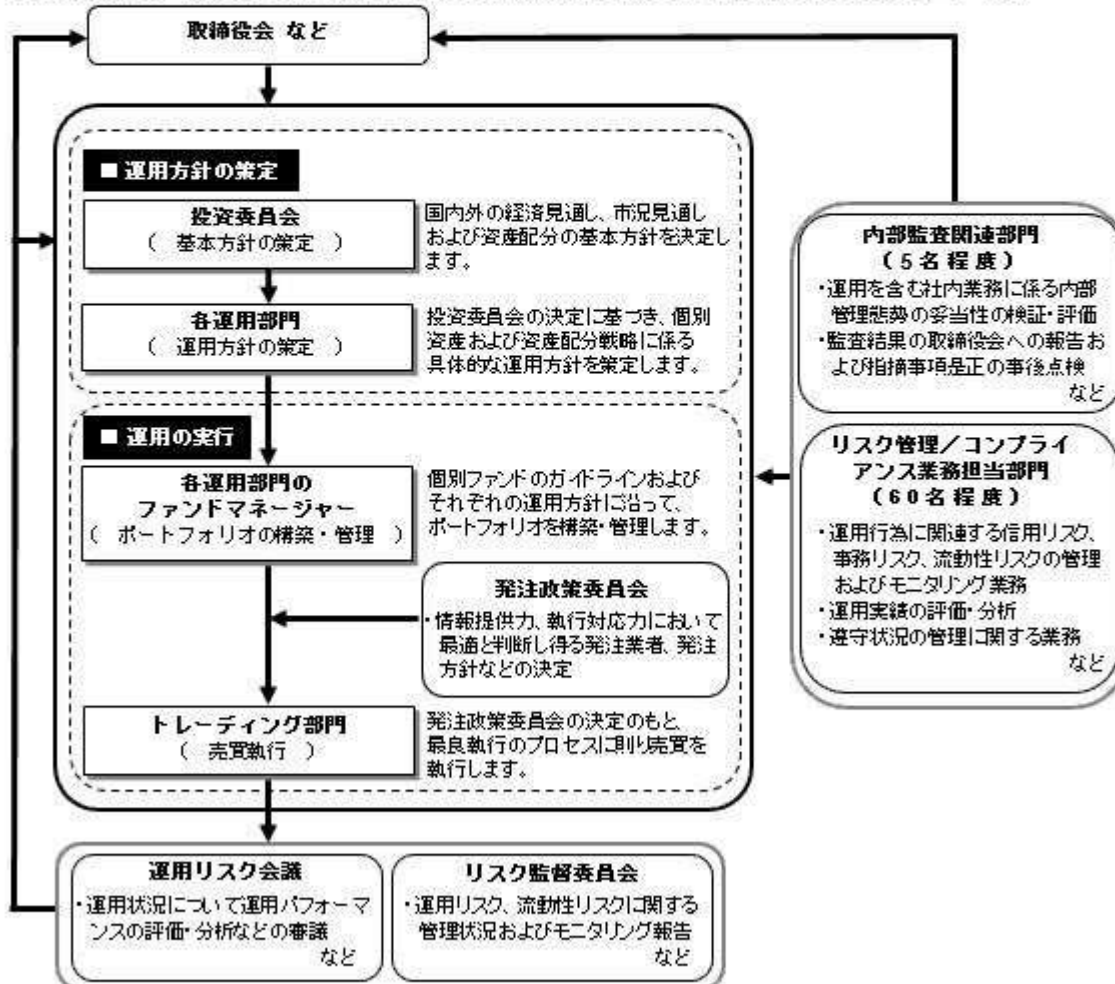 取締役会 など
■ 運用方針の策定
投資委員会
( 基本方針の策定 )
国内外の経済見通し、市況見通し
および資産配分の基本方針を決定し
ます。
各運用部門
( 運用方針の策定 )
投資委員会の決定に基づき、個別
資産および資産配分戦略に係る
具体的な運用方針を策定します。
■ 運用の実行
各運用部門の
ファンドマネージャー
( ポートフォリオの構築・管理 )
個別ファンドのガイドラインおよび
それぞれの運用方針に沿って、
ポートフォリオを構築・管理します。
発注政策委員会
・情報提供力、執行対応力において
最適と判断し得る発注業者、発注
方針などの決定
トレーディング部門
( 売買執行 )
発注政策委員会の決定のもと、
最良執行のプロセスに則り売買を
執行します。
運用リスク会議
・運用状況について運用パフォーマ
ンスの評価・分析などの審議
など
リスク監督委員会
・運用リスク、流動性リスクに関する
管理状況およびモニタリング報告
など
内部監査関連部門
(5名程度)
・運用を含む社内業務に係る内部
管理態勢の妥当性の検証・評価
・監査結果の取締役会への報告お
よび指摘事項是正の事後点検
など
リスク管理/コンプライ
アンス業務担当部門
(60名程度)
・運用行為に関連する信用リスク、
事務リスク、流動性リスクの管理
およびモニタリング業務
・運用実績の評価・分析
・遵守状況の管理に関する業務
など